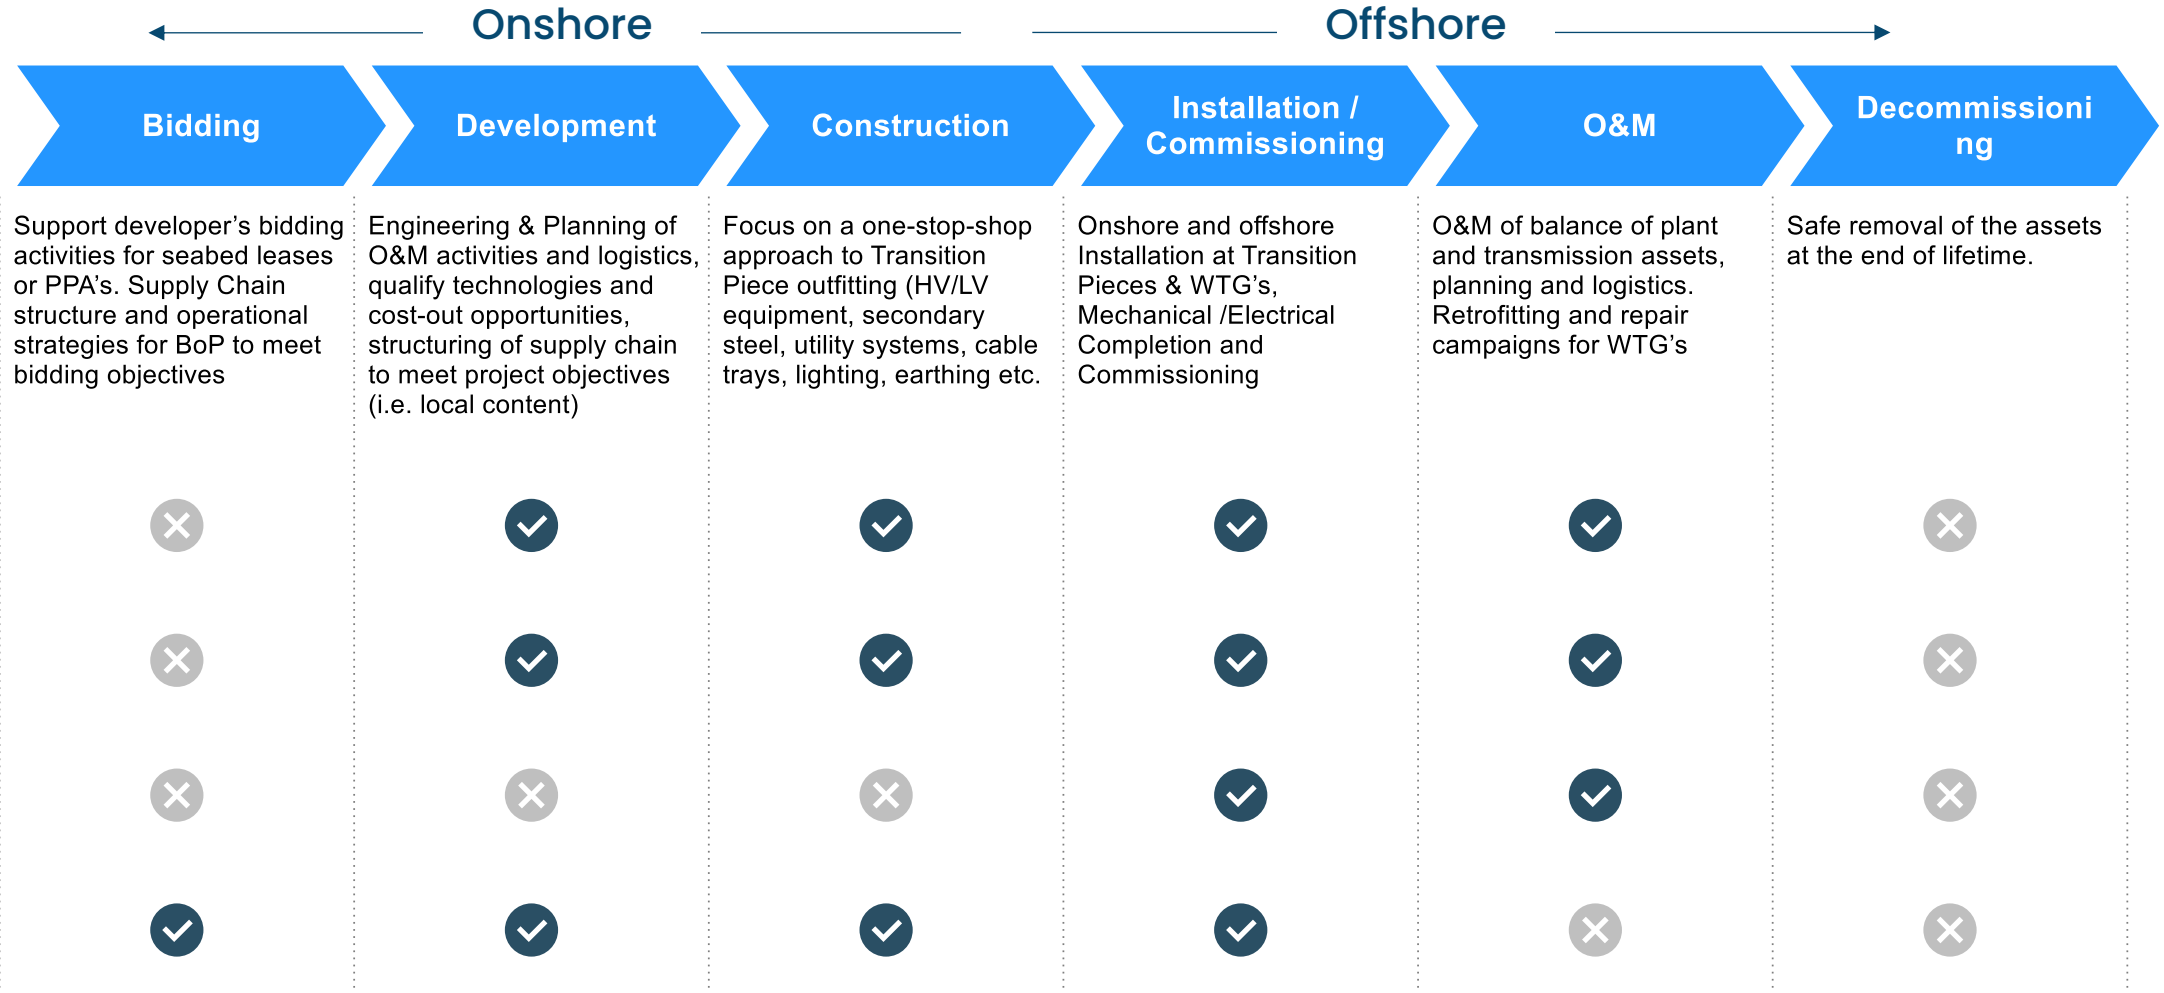 Onshore
Offshore
Bidding
Development
Construction
Installation /
Commissioning
O&M
Decommissioni
ng
Support developer’s bidding
activities for seabed leases
or PPA’s. Supply Chain
structure and operational
strategies for BoP to meet
bidding objectives
Engineering & Planning of
O&M activities and logistics,
qualify technologies and
cost-out opportunities,
structuring of supply chain
to meet project objectives
(i.e. local content)
Focus on a one-stop-shop
approach to Transition
Piece outfitting (HV/LV
equipment, secondary
steel, utility systems, cable
trays, lighting, earthing etc.
Onshore and offshore
Installation at Transition
Pieces & WTG’s,
Mechanical /Electrical
Completion and
Commissioning
O&M of balance of plant
and transmission assets,
planning and logistics.
Retrofitting and repair
campaigns for WTG’s
Safe removal of the assets
at the end of lifetime.